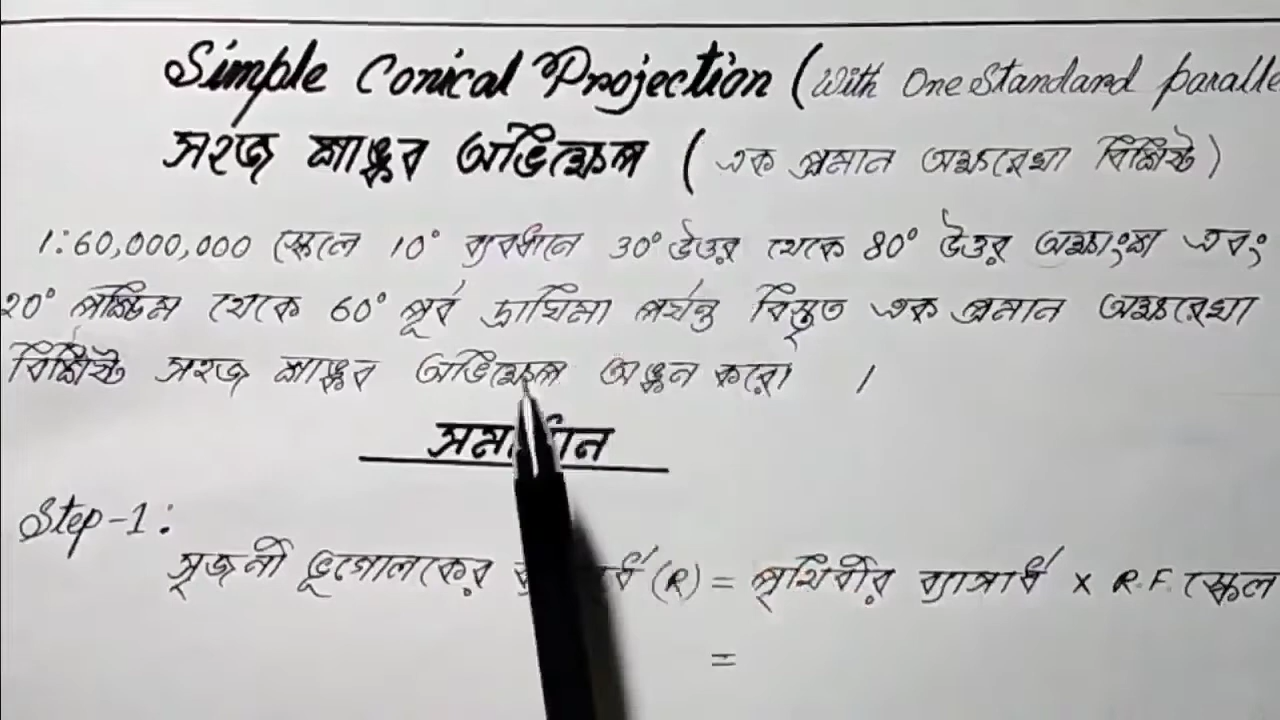 Simple Conical Projection (With One Standard paralle
সহজ শাঙ্কব অভিক্ষেপ ( এক প্রমান অক্ষরেখা বিশিষ্ট )
1:60,000,000 স্কেলে 10° ব্যবধানে 30° উত্তর থেকে 80° উত্তর অক্ষাংশ এবং
20° পশ্চিম থেকে 60° পূর্ব দ্রাঘিমা পর্যন্ত বিস্তৃত এক প্রমান অক্ষরেখা
বিশিষ্ট সহজ শাঙ্কব অভিক্ষেপ অঙ্কন করো ।
Step-1:
সৃজনী ভূগোলকের (R) = পৃথিবীর ব্যাসার্ধ × R.F. স্কেল
=